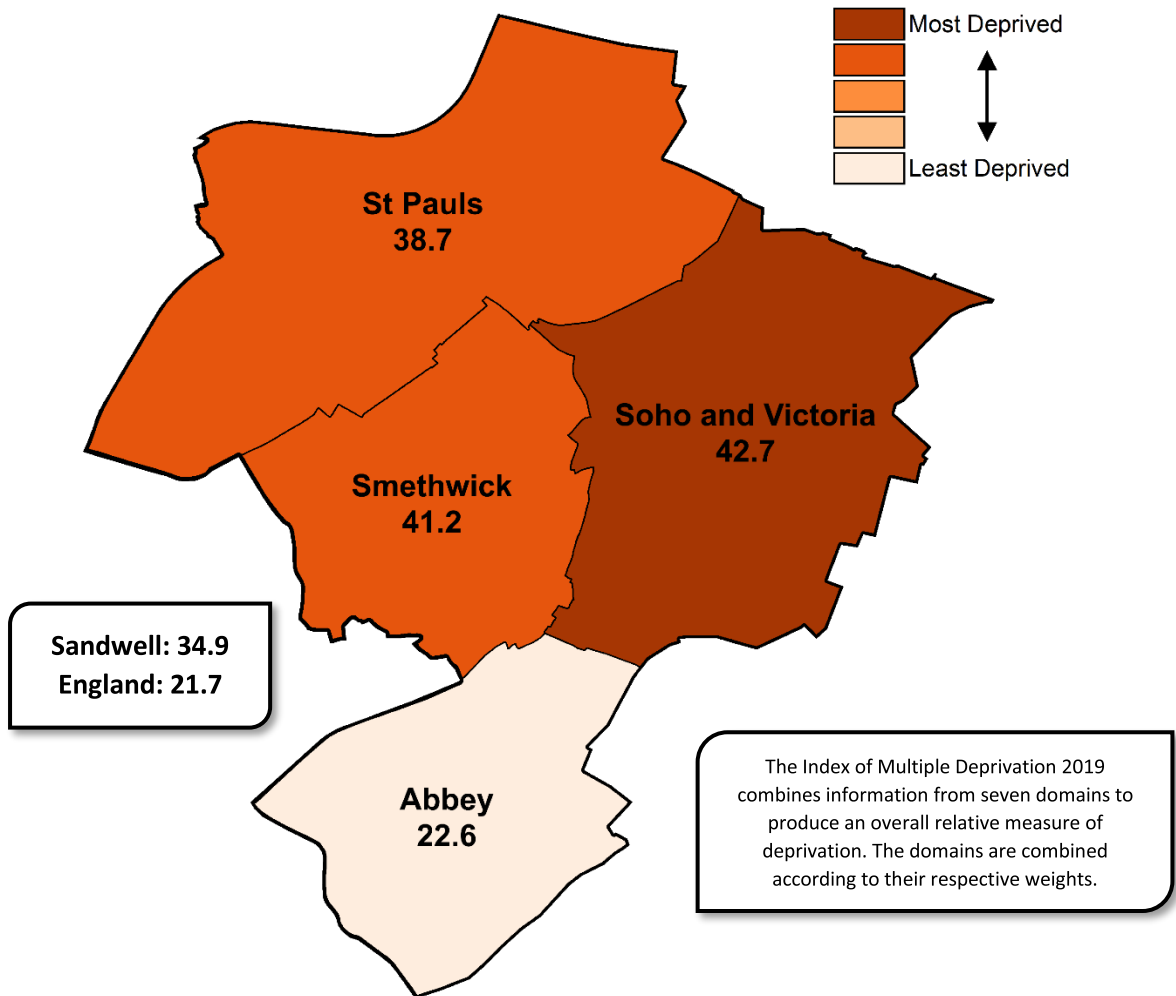 Most Deprived
Least Deprived
St Pauls
38.7
Soho and Victoria
42.7
Smethwick
41.2
Sandwell: 34.9
England: 21.7
Abbey
22.6
The Index of Multiple Deprivation 2019
combines information from seven domains to
produce an overall relative measure of
deprivation. The domains are combined
according to their respective weights.